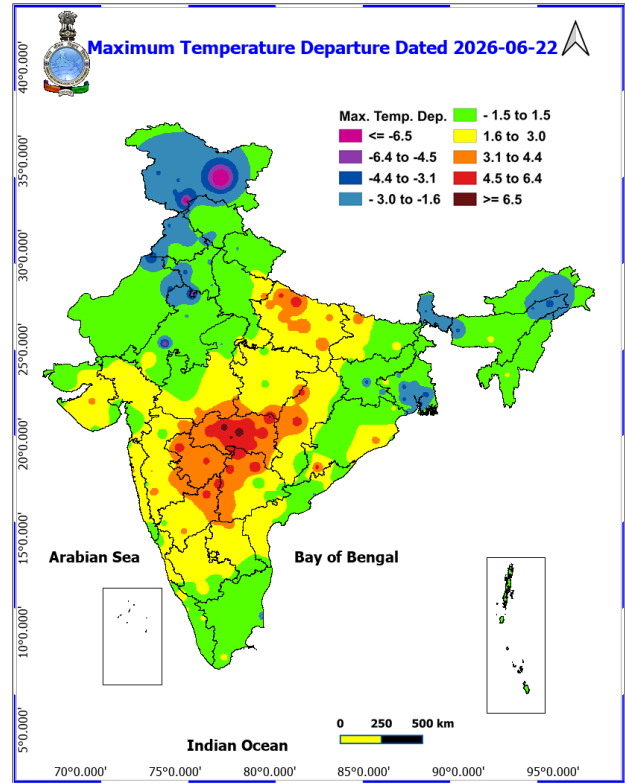 Maximum Temperature Departure Dated 2026-06-22
Max. Temp. Dep.
<= -6.5
-6.4 to -4.5
-4.4 to -3.1
- 3.0 to -1.6
- 1.5 to 1.5
1.6 to 3.0
3.1 to 4.4
4.5 to 6.4
>= 6.5
40°0.000'
35°0.000'
30°0.000'
25°0.000'
20°0.000'
15°0.000'
10°0.000'
5°0.000'
Arabian Sea
Bay of Bengal
0 250 500 km
Indian Ocean
70°0.000' 75°0.000' 80°0.000' 85°0.000' 90°0.000' 95°0.000'